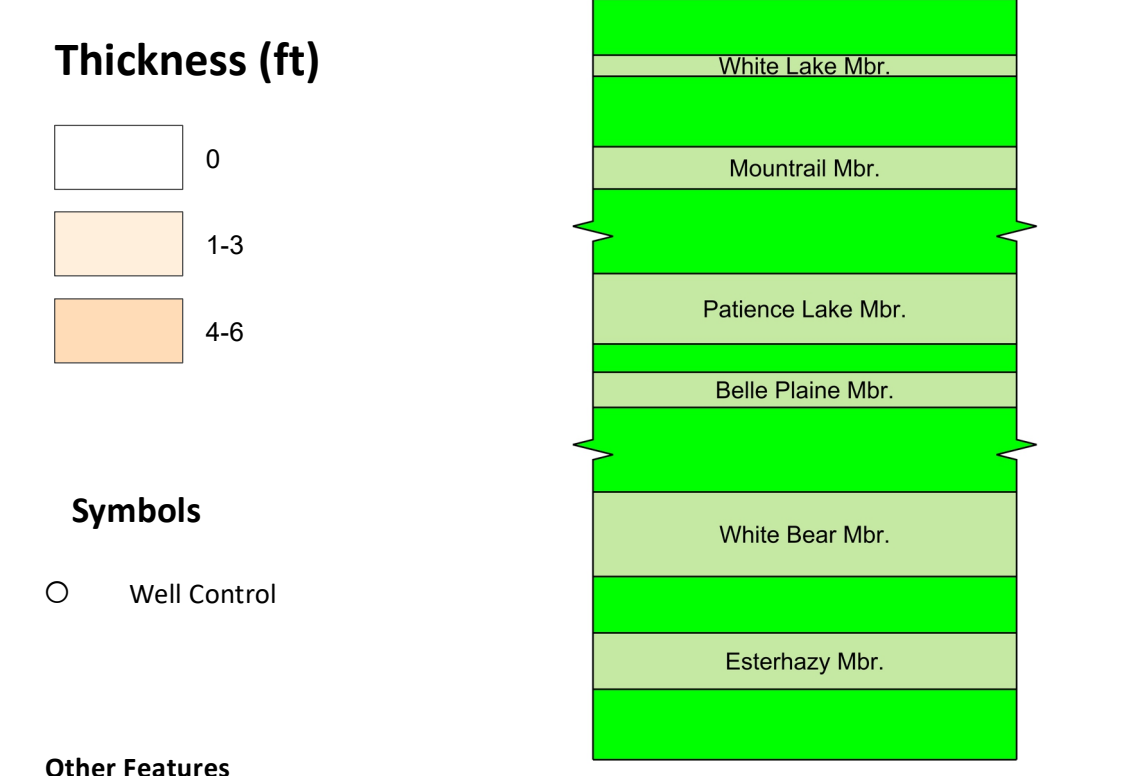 Thickness (ft)
0
1-3
4-6
Symbols
Well Control
Other Features
White Lake Mbr.
Mountrail Mbr.
Patience Lake Mbr.
Belle Plaine Mbr.
White Bear Mbr.
Esterhazy Mbr.